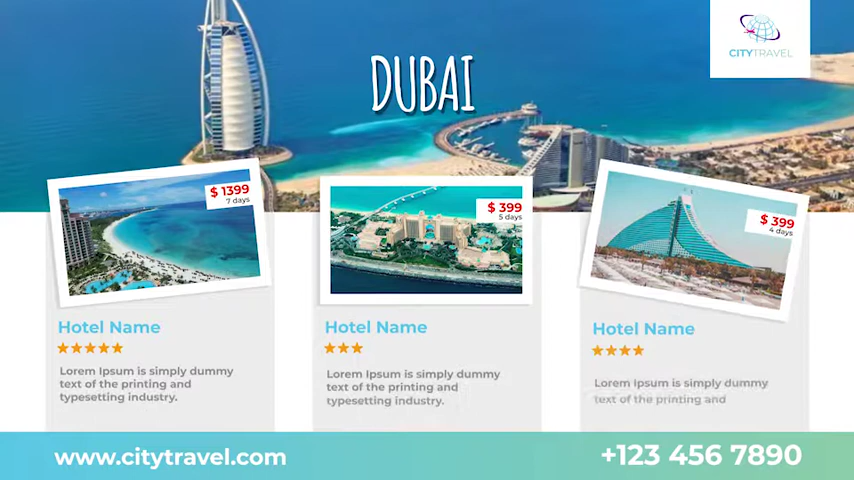 CITYTRAVEL
DUBAI
$ 1399
7 days
$ 399
5 days
$ 399
4 days
Hotel Name
Lorem Ipsum is simply dummy
text of the printing and
typesetting industry.
Hotel Name
Lorem Ipsum is simply dummy
text of the printing and
typesetting industry.
Hotel Name
Lorem Ipsum is simply dummy
text of the printing and
www.citytravel.com
+123 456 7890